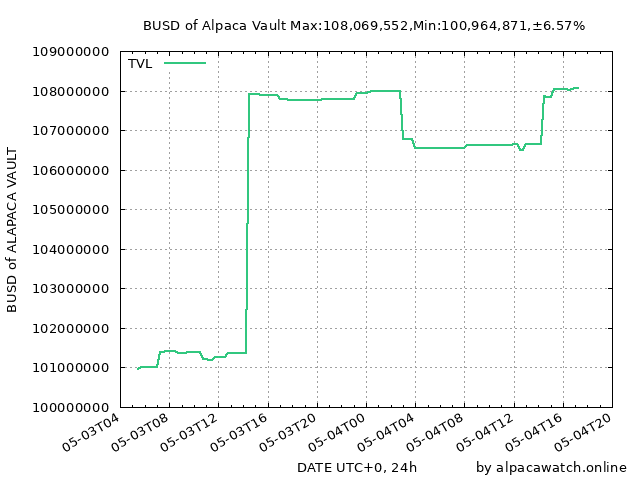 BUSD of Alpaca Vault Max:108,069,552,Min:100,964,871,±6.57%
TVL
109000000
108000000
107000000
106000000
105000000
104000000
103000000
102000000
101000000
100000000
BUSD of ALAPACA VAULT
05-03T04
05-03T08
05-03T12
05-03T16
05-03T20
05-04T00
05-04T04
05-04T08
05-04T12
05-04T16
05-04T20
DATE UTC+0, 24h
by alpacawatch.online